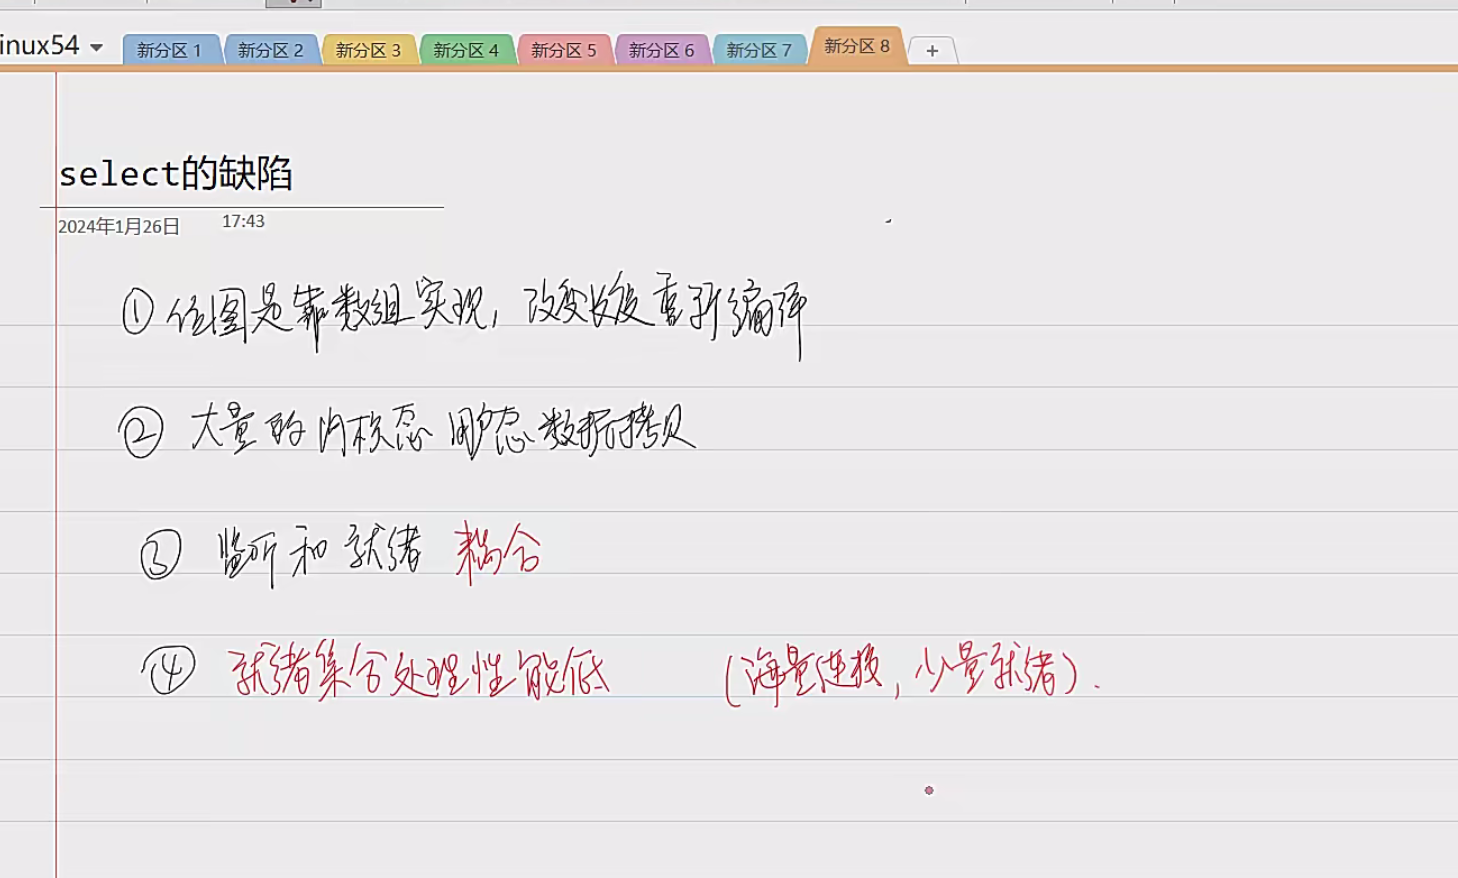 inux54 新分区 1 新分区 2 新分区 3 新分区 4 新分区 5 新分区 6 新分区 7 新分区 8 +
select的缺陷
2024年1月26日 17:43
① 位图是靠数组实现, 改变长度重新编译
② 大量的内核态 用户态数据拷贝
③ 监听和就绪 耦合
④ 就绪集合处理性能低 (海量连接, 少量就绪).